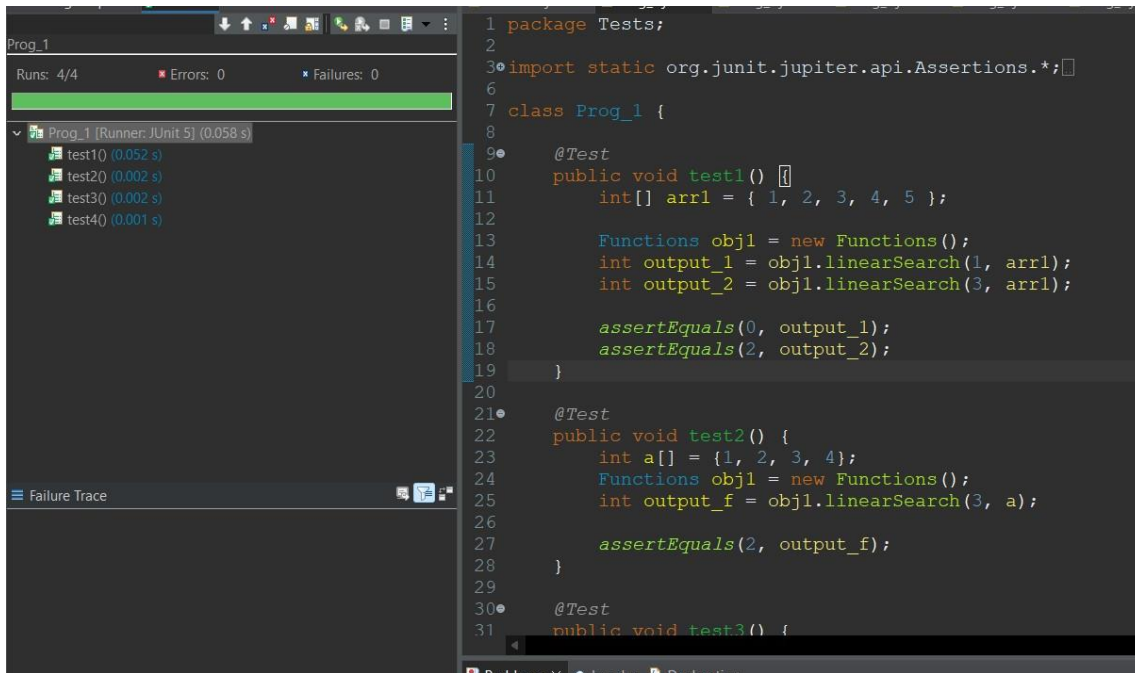 Prog_1
Runs: 4/4 Errors: 0 Failures: 0
Prog_1 [Runner: JUnit 5] (0.058 s)
test1() (0.052 s)
test2() (0.002 s)
test3() (0.002 s)
test4() (0.001 s)
Failure Trace
1 package Tests;
2
3 import static org.junit.jupiter.api.Assertions.*;
6
7 class Prog_1 {
8
9 @Test
10 public void test1() {
11 int[] arr1 = { 1, 2, 3, 4, 5 };
12
13 Functions obj1 = new Functions();
14 int output_1 = obj1.linearSearch(1, arr1);
15 int output_2 = obj1.linearSearch(3, arr1);
16
17 assertEquals(0, output_1);
18 assertEquals(2, output_2);
19 }
20
21 @Test
22 public void test2() {
23 int a[] = {1, 2, 3, 4};
24 Functions obj1 = new Functions();
25 int output_f = obj1.linearSearch(3, a);
26
27 assertEquals(2, output_f);
28 }
29
30 @Test
31 public void test3() {